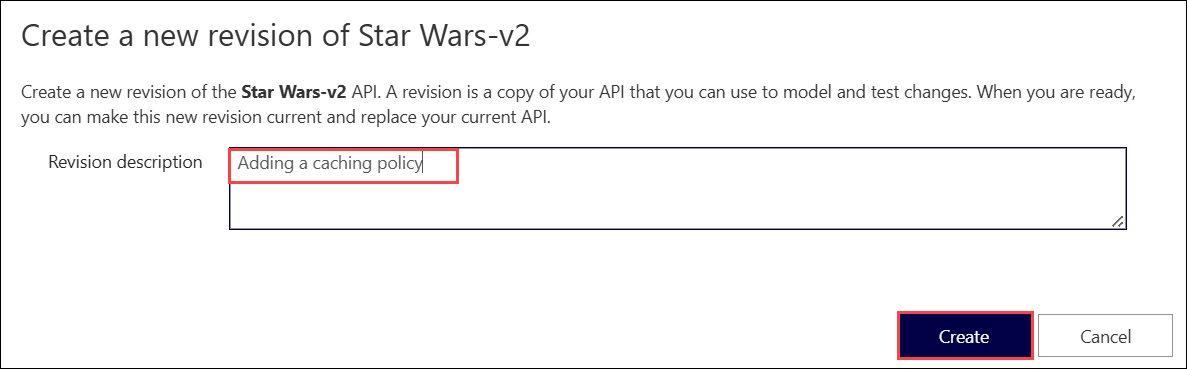 Create a new revision of Star Wars-v2
Create a new revision of the Star Wars-v2 API. A revision is a copy of your API that you can use to model and test changes. When you are ready,
you can make this new revision current and replace your current API.
Revision description
Adding a caching policy
Create
Cancel